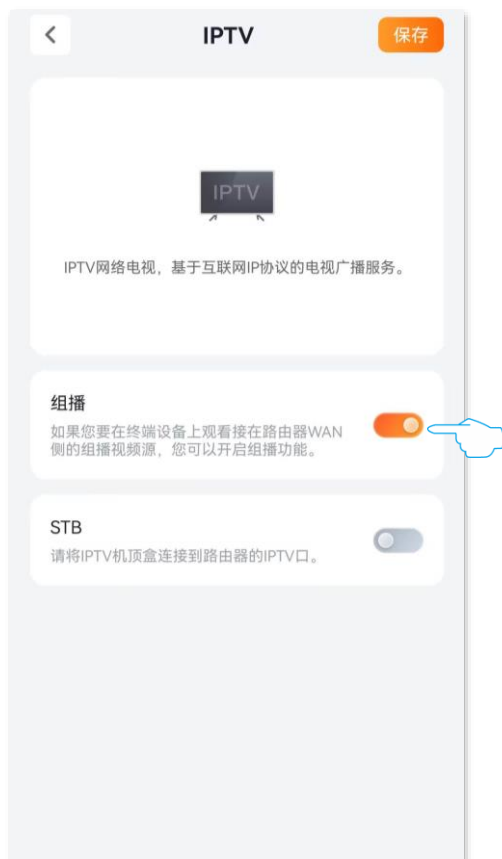 IPTV
保存
IPTV
IPTV网络电视，基于互联网IP协议的电视广播服务。
组播
如果您要在终端设备上观看接在路由器WAN
侧的组播视频源，您可以开启组播功能。
STB
请将IPTV机顶盒连接到路由器的IPTV口。